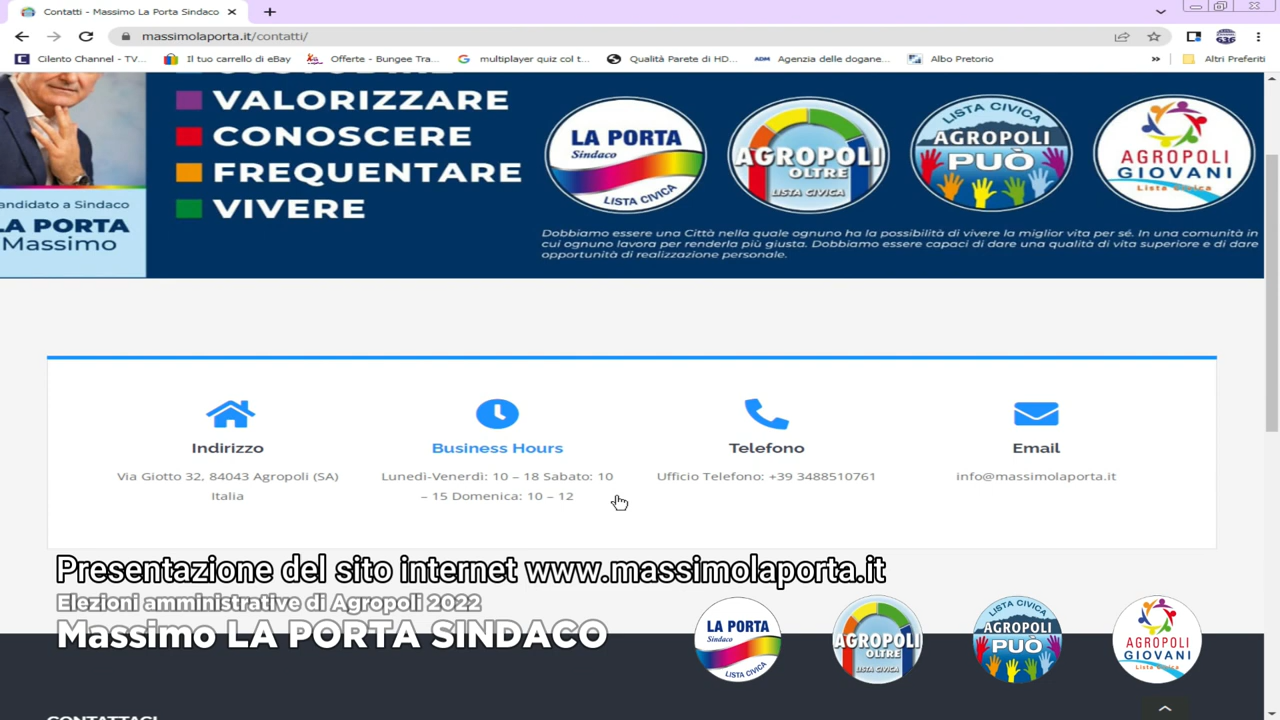 Contatti - Massimo La Porta Sindaco
massimolaporta.it/contatti/
Cilento Channel - TV...
Il tuo carrello di eBay
Offerte - Bungee Tra...
multiplayer quiz col t...
Qualità Parete di HD...
ADM Agenzia delle dogane...
Albo Pretorio
Altri Preferiti
VALORIZZARE
CONOSCERE
FREQUENTARE
VIVERE
andidato a Sindaco
LA PORTA
Massimo
LA PORTA
Sindaco
LISTA CIVICA
AGROPOLI
OLTRE
LISTA CIVICA
LISTA CIVICA
AGROPOLI
PUÒ
AGROPOLI
GIOVANI
Lista Civica
Dobbiamo essere una Città nella quale ognuno ha la possibilità di vivere la miglior vita per sé. In una comunità in
cui ognuno lavora per renderla più giusta. Dobbiamo essere capaci di dare una qualità di vita superiore e di dare
opportunità di realizzazione personale.
Indirizzo
Via Giotto 32, 84043 Agropoli (SA)
Italia
Business Hours
Lunedì-Venerdì: 10 – 18 Sabato: 10
– 15 Domenica: 10 – 12
Telefono
Ufficio Telefono: +39 3488510761
Email
info@massimolaporta.it
Presentazione del sito internet www.massimolaporta.it
Elezioni amministrative di Agropoli 2022
Massimo LA PORTA SINDACO
LA PORTA
Sindaco
LISTA CIVICA
AGROPOLI
OLTRE
LISTA CIVICA
LISTA CIVICA
AGROPOLI
PUÒ
AGROPOLI
GIOVANI
Lista Civica
CONTATTACI